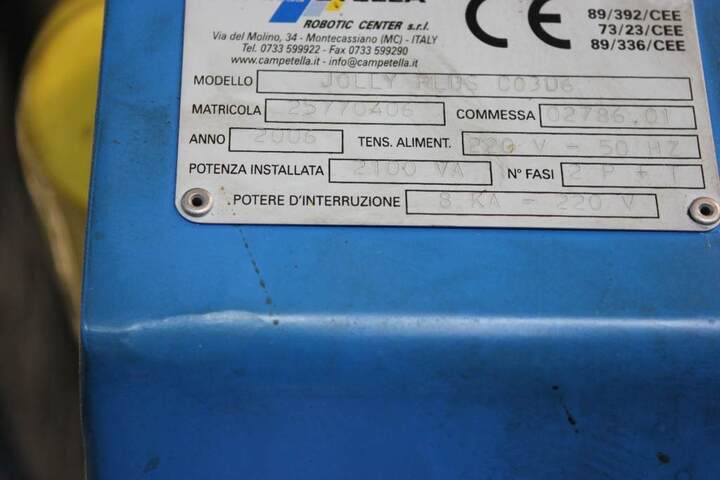 ROBOTIC CENTER s.r.l.
Via del Molino, 34 - Montecassiano (MC) - ITALY
Tel. 0733 599922 - Fax 0733 599290
www.campetella.it - info@campetella.it
CE
89/392/CEE
73/23/CEE
89/336/CEE
MODELLO JOLLY PLUS C03D6
MATRICOLA 25770406 COMMESSA 02786.01
ANNO 2006 TENS. ALIMENT. 220 V - 50 HZ
POTENZA INSTALLATA 2100 VA N° FASI 2 P + T
POTERE D'INTERRUZIONE 8 KA - 220 V